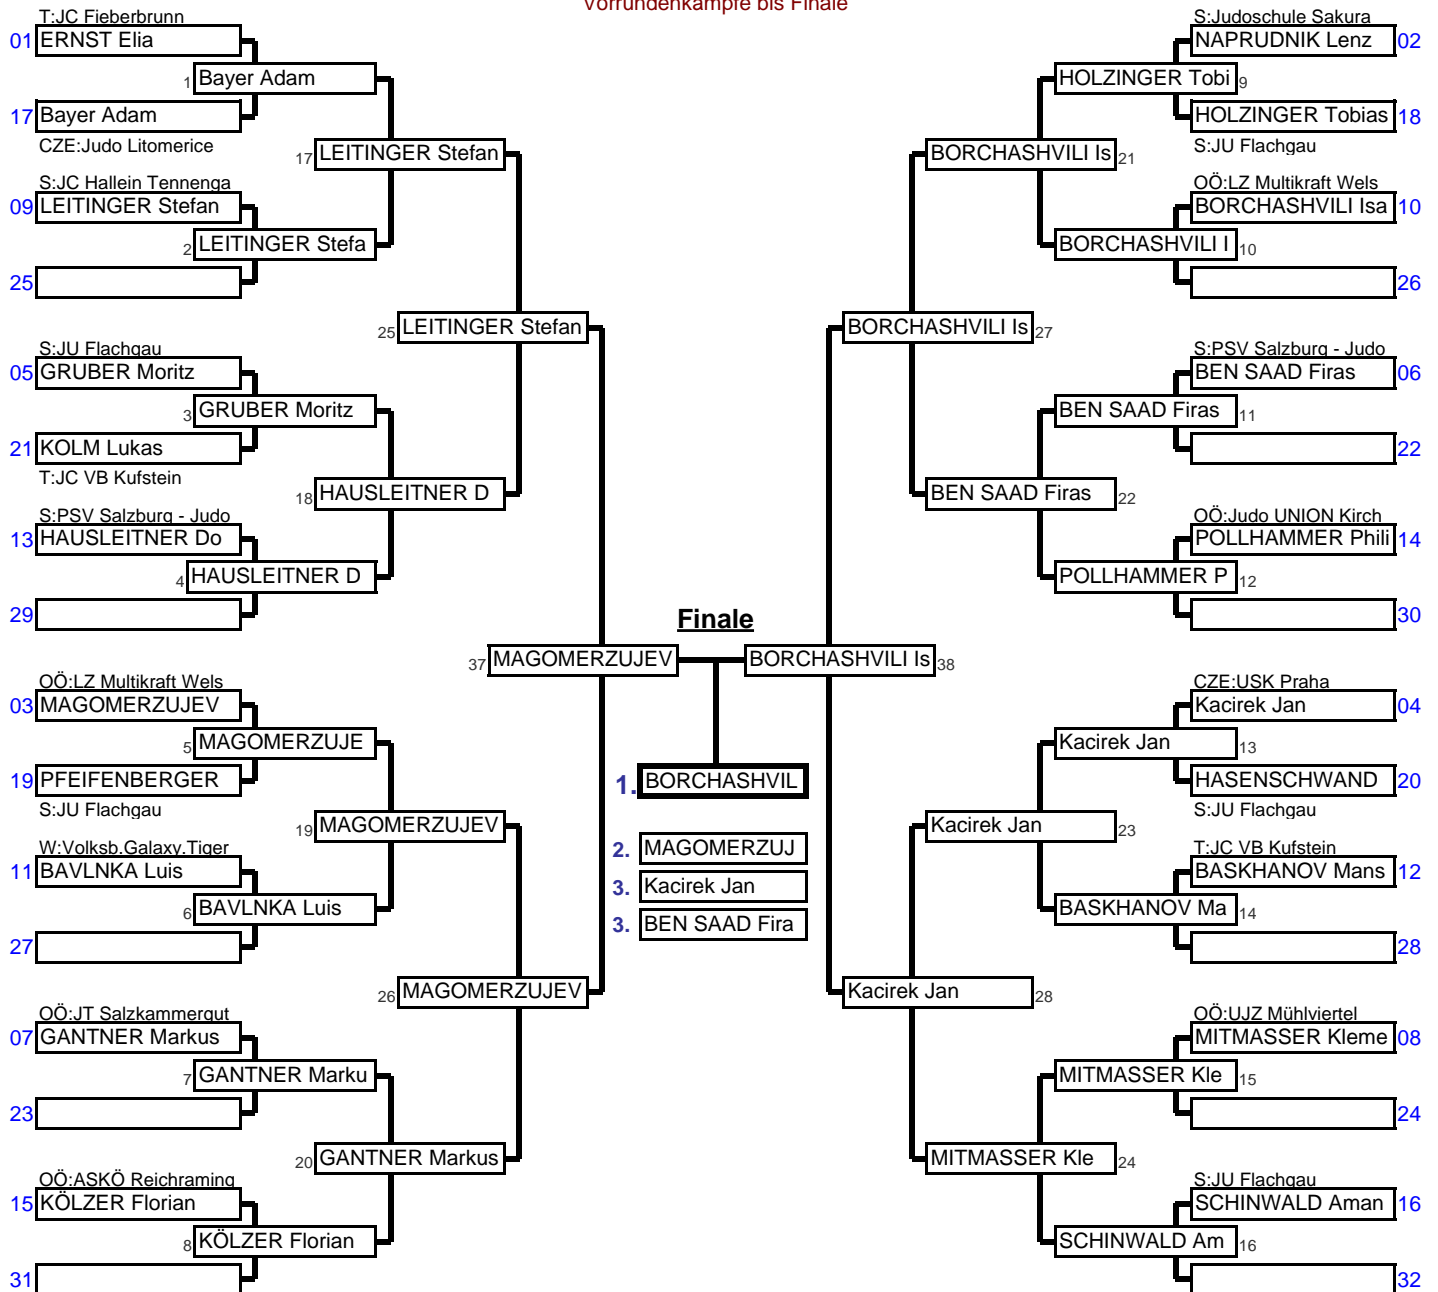 Vorrundenkämpfe bis Finale
T:JC Fieberbrunn
01 ERNST Elia
1 Bayer Adam
17 Bayer Adam
CZE:Judo Litomerice
17 LEITINGER Stefan
S:JC Hallein Tennenga
09 LEITINGER Stefan
2 LEITINGER Stefa
25
25 LEITINGER Stefan
S:JU Flachgau
05 GRUBER Moritz
3 GRUBER Moritz
21 KOLM Lukas
T:JC VB Kufstein
18 HAUSLEITNER D
S:PSV Salzburg - Judo
13 HAUSLEITNER Do
4 HAUSLEITNER D
29
37 MAGOMERZUJEV
OÖ:LZ Multikraft Wels
03 MAGOMERZUJEV
5 MAGOMERZUJE
19 PFEIFENBERGER
S:JU Flachgau
19 MAGOMERZUJEV
W:Volksb.Galaxy.Tiger
11 BAVLNKA Luis
6 BAVLNKA Luis
27
26 MAGOMERZUJEV
OÖ:JT Salzkammergut
07 GANTNER Markus
7 GANTNER Marku
23
20 GANTNER Markus
OÖ:ASKÖ Reichraming
15 KÖLZER Florian
8 KÖLZER Florian
31
Finale
1. BORCHASHVIL
2. MAGOMERZUJ
3. Kacirek Jan
3. BEN SAAD Fira
S:Judoschule Sakura
NAPRUDNIK Lenz 02
HOLZINGER Tobi 9
HOLZINGER Tobias 18
S:JU Flachgau
BORCHASHVILI Is 21
OÖ:LZ Multikraft Wels
BORCHASHVILI Isa 10
BORCHASHVILI I 10
26
BORCHASHVILI Is 27
S:PSV Salzburg - Judo
BEN SAAD Firas 06
BEN SAAD Firas 11
22
BEN SAAD Firas 22
OÖ:Judo UNION Kirch
POLLHAMMER Phili 14
POLLHAMMER P 12
30
BORCHASHVILI Is 38
CZE:USK Praha
Kacirek Jan 04
Kacirek Jan 13
HASENSCHWAND 20
S:JU Flachgau
Kacirek Jan 23
T:JC VB Kufstein
BASKHANOV Mans 12
BASKHANOV Ma 14
28
Kacirek Jan 28
OÖ:UJZ Mühlviertel
MITMASSER Kleme 08
MITMASSER Kle 15
24
MITMASSER Kle 24
S:JU Flachgau
SCHINWALD Aman 16
SCHINWALD Am 16
32